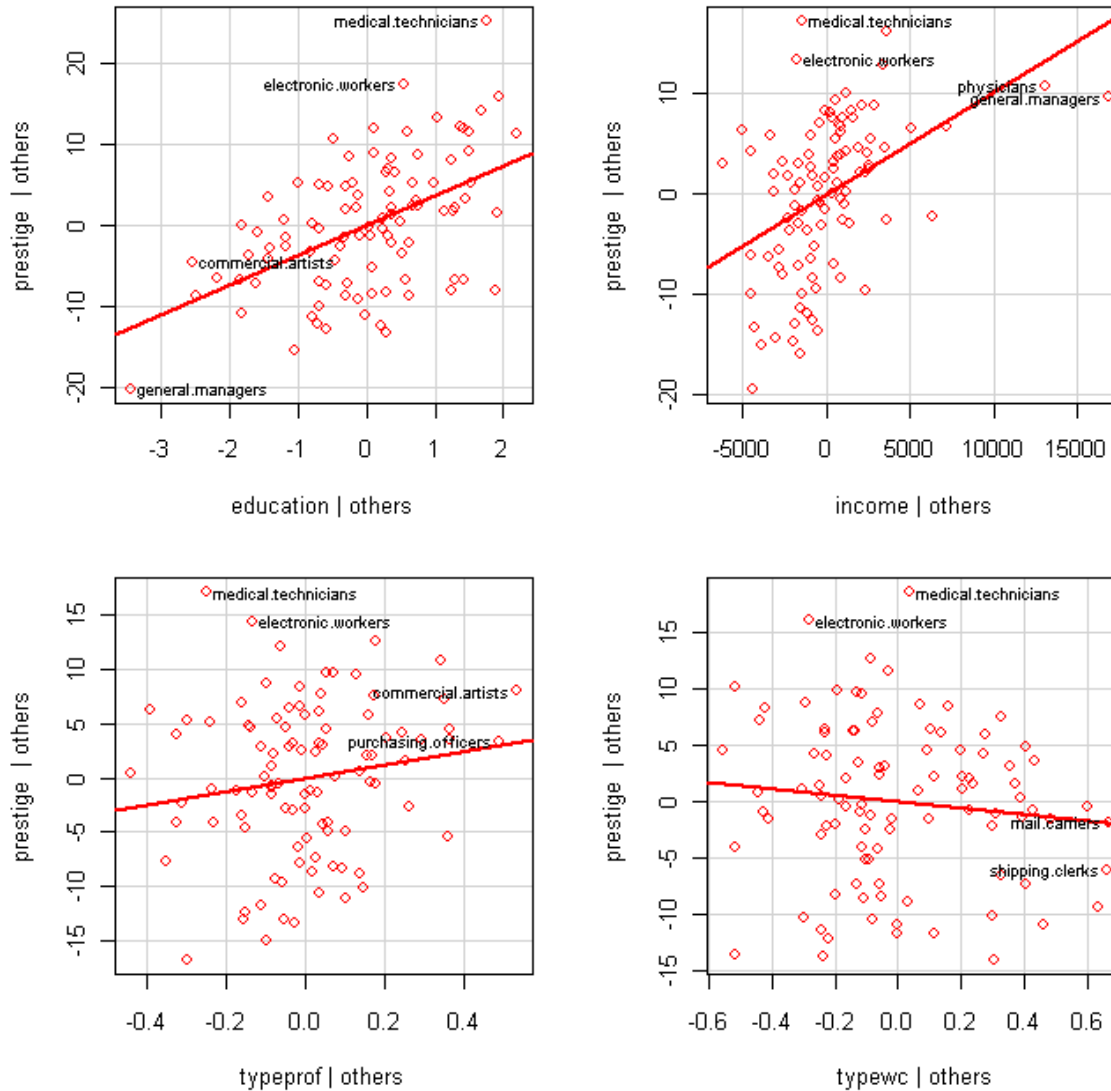 medical.technicians
electronic.workers
commercial.artists
general.managers
prestige | others
20
10
0
-10
-20
-3
-2
-1
0
1
2
education | others
medical.technicians
electronic.workers
physicians
general.managers
prestige | others
10
0
-10
-20
-5000
0
5000
10000
15000
income | others
medical.technicians
electronic.workers
commercial.artists
purchasing.officers
prestige | others
15
10
5
0
-5
-10
-15
-0.4
-0.2
0.0
0.2
0.4
typeprof | others
medical.technicians
electronic.workers
mail.carriers
shipping.clerks
prestige | others
15
10
5
0
-5
-10
-15
-0.6
-0.4
-0.2
0.0
0.2
0.4
0.6
typewc | others